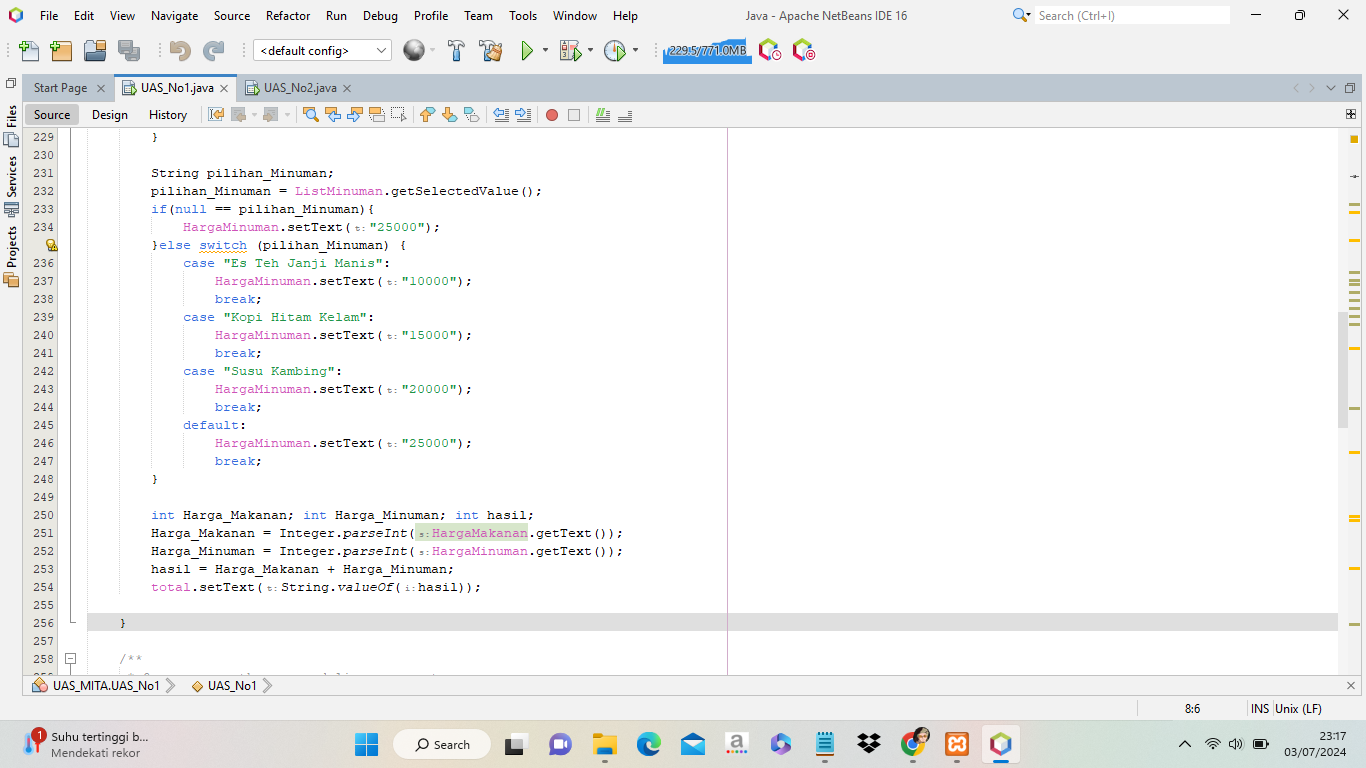 File Edit View Navigate Source Refactor Run Debug Profile Team Tools Window Help
Java - Apache NetBeans IDE 16
Search (Ctrl+I)
<default config>
229.5/771.0MB
Start Page
UAS_No1.java
UAS_No2.java
Files
Services
Projects
Source Design History
229 }
230
231 String pilihan_Minuman;
232 pilihan_Minuman = ListMinuman.getSelectedValue();
233 if(null == pilihan_Minuman){
234 HargaMinuman.setText(t:"25000");
}else switch (pilihan_Minuman) {
236 case "Es Teh Janji Manis":
237 HargaMinuman.setText(t:"10000");
238 break;
239 case "Kopi Hitam Kelam":
240 HargaMinuman.setText(t:"15000");
241 break;
242 case "Susu Kambing":
243 HargaMinuman.setText(t:"20000");
244 break;
245 default:
246 HargaMinuman.setText(t:"25000");
247 break;
248 }
249
250 int Harga_Makanan; int Harga_Minuman; int hasil;
251 Harga_Makanan = Integer.parseInt(s:HargaMakanan.getText());
252 Harga_Minuman = Integer.parseInt(s:HargaMinuman.getText());
253 hasil = Harga_Makanan + Harga_Minuman;
254 total.setText(t:String.valueOf(i:hasil));
255
256 }
257
258 /**
UAS_MITA.UAS_No1
UAS_No1
8:6 INS Unix (LF)
1
Suhu tertinggi b...
Mendekati rekor
Search
23:17
03/07/2024